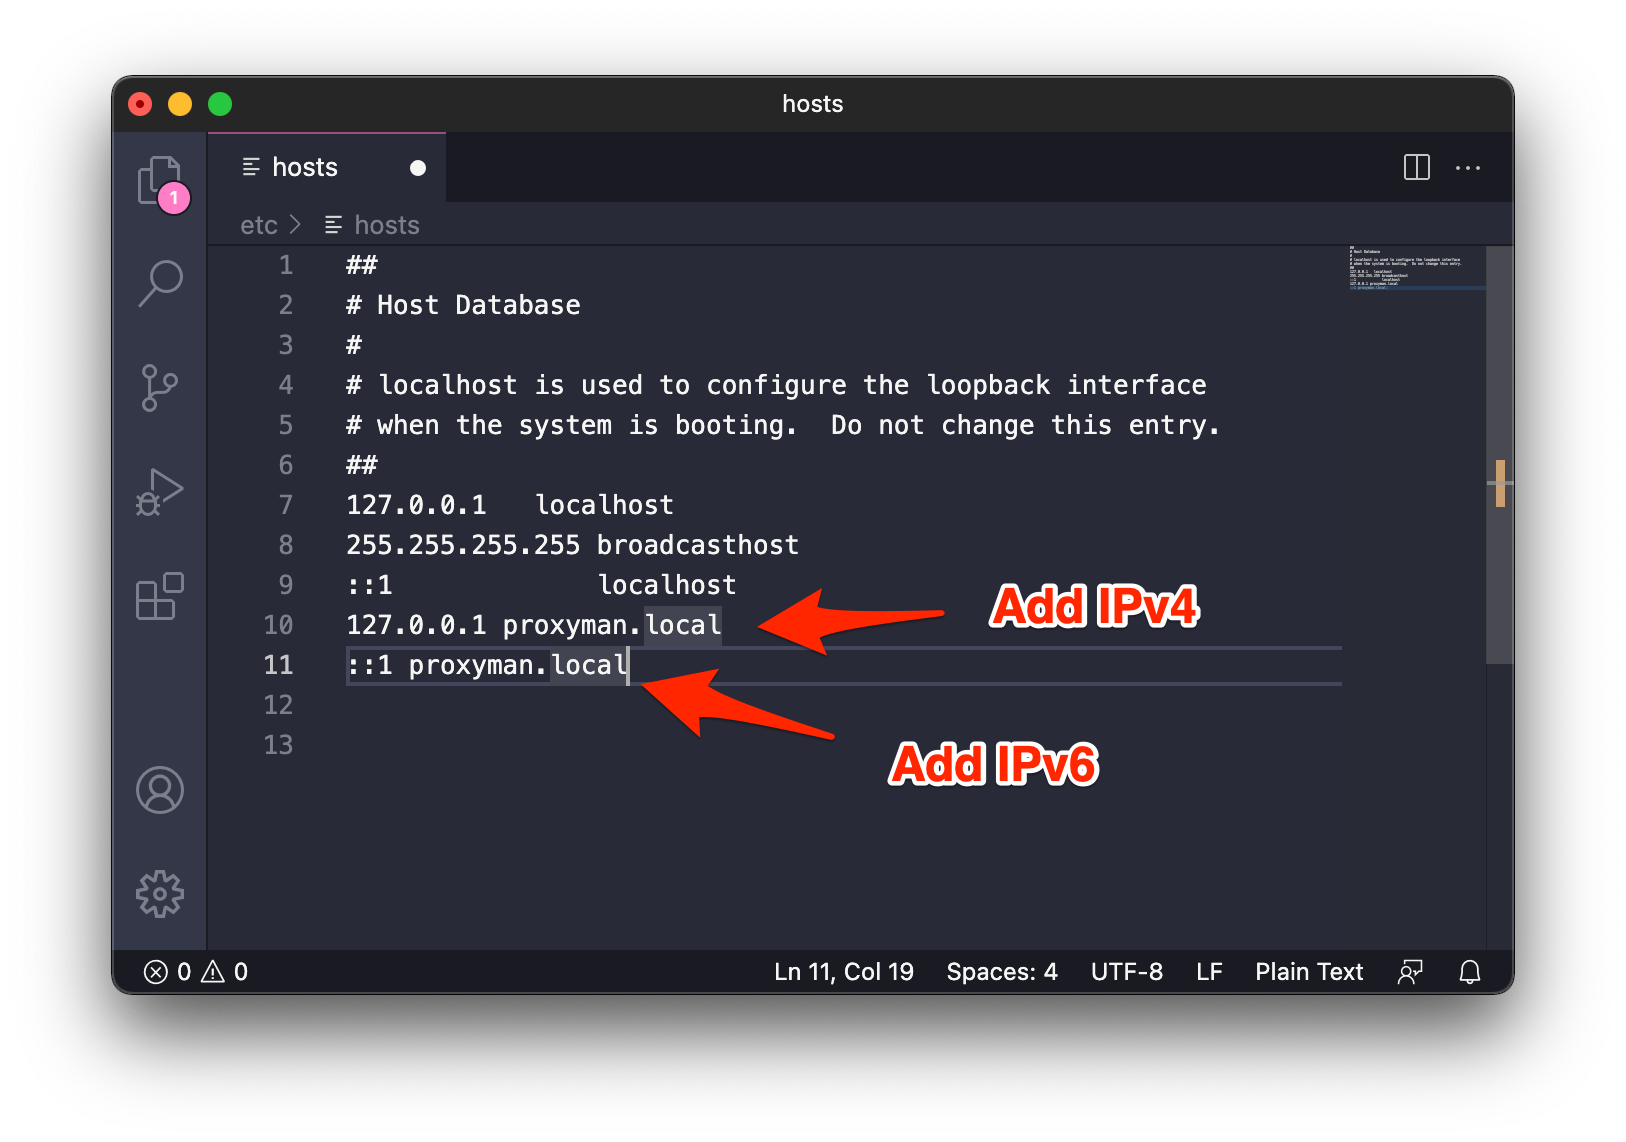 hosts
hosts
1
etc > hosts
1 ##
2 # Host Database
3 #
4 # localhost is used to configure the loopback interface
5 # when the system is booting.  Do not change this entry.
6 ##
7 127.0.0.1   localhost
8 255.255.255.255 broadcasthost
9 ::1             localhost
10 127.0.0.1 proxyman.local
11 ::1 proxyman.local
12
13
Add IPv4
Add IPv6
0 0 Ln 11, Col 19 Spaces: 4 UTF-8 LF Plain Text